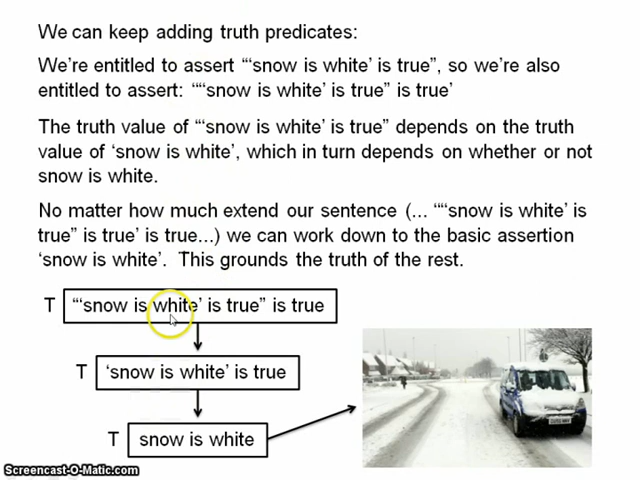 We can keep adding truth predicates:
We’re entitled to assert “‘snow is white’ is true”, so we’re also
entitled to assert: ‘“‘snow is white’ is true” is true’
The truth value of “‘snow is white’ is true” depends on the truth
value of ‘snow is white’, which in turn depends on whether or not
snow is white.
No matter how much extend our sentence (... ‘“‘snow is white’ is
true” is true’ is true...) we can work down to the basic assertion
‘snow is white’. This grounds the truth of the rest.
T “‘snow is white’ is true” is true
T ‘snow is white’ is true
T snow is white
Screencast-O-Matic.com